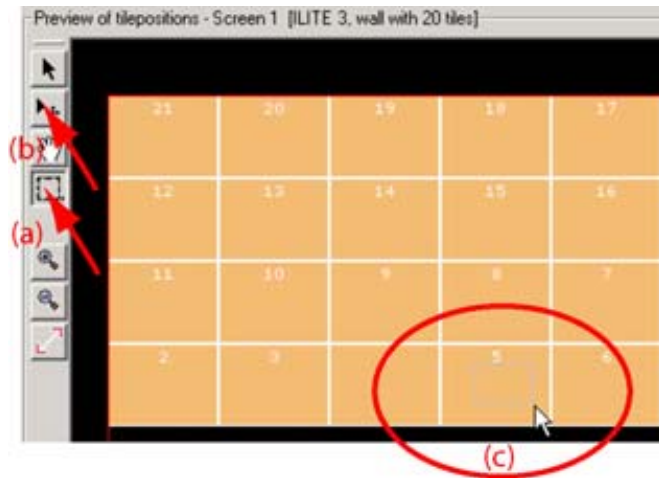 Preview of tilepositions - Screen 1 [ILITE 3, wall with 20 tiles]
21 20 19 18 17
(b)
12 13 14 15 16
(a)
11 10 9 8 7
2 3 5 6
(c)